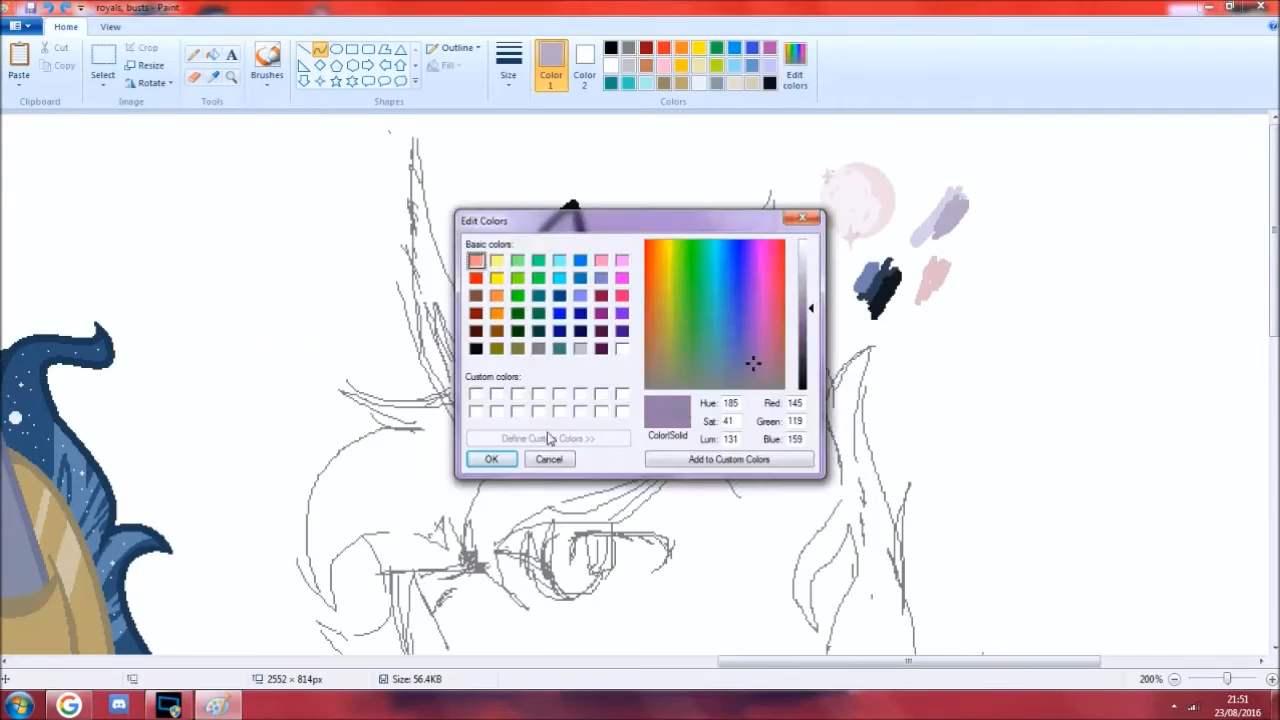 royals, busts - Paint
Home View
Paste
Cut
Copy
Clipboard
Select
Crop
Resize
Rotate
Image
Tools
Brushes
Outline
Fill
Shapes
Size
Color 1
Color 2
Edit colors
Colors
Edit Colors
Basic colors:
Custom colors:
Define Custom Colors >>
OK Cancel
Hue: 185 Red: 145
Sat: 41 Green: 119
Color|Solid Lum: 131 Blue: 159
Add to Custom Colors
2552 × 814px Size: 56.4KB 200%
21:51
23/08/2016